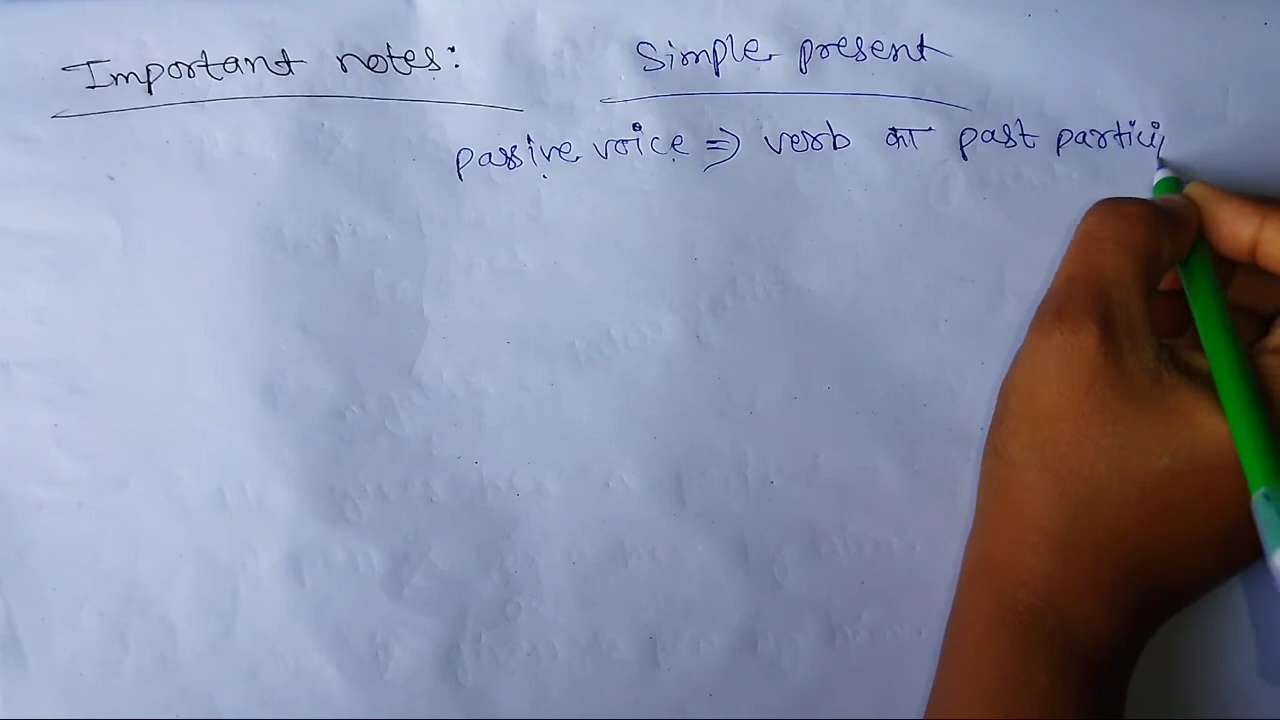 Important notes: Simple present
passive voice => verb का past partici